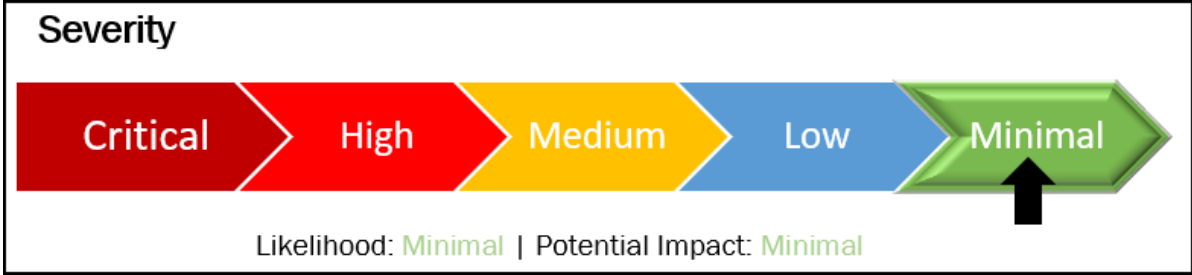 Severity
Critical High Medium Low Minimal
Likelihood: Minimal | Potential Impact: Minimal